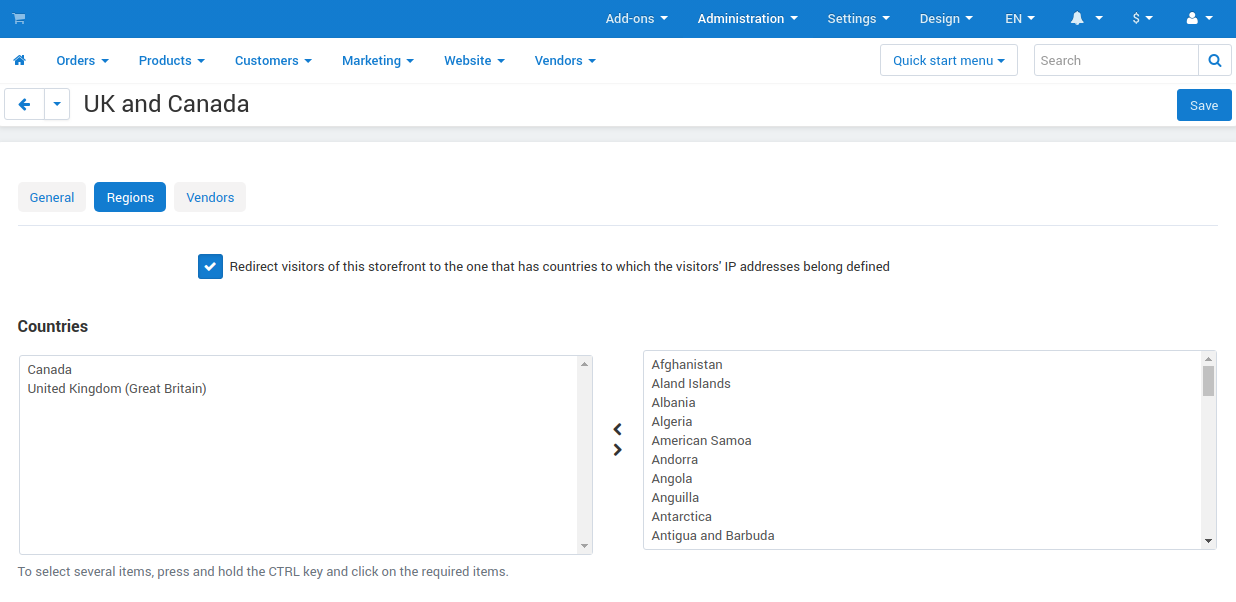 Add-ons Administration Settings Design EN $
Orders Products Customers Marketing Website Vendors Quick start menu Search
UK and Canada Save
General Regions Vendors
Redirect visitors of this storefront to the one that has countries to which the visitors' IP addresses belong defined
Countries
Canada
United Kingdom (Great Britain)
Afghanistan
Aland Islands
Albania
Algeria
American Samoa
Andorra
Angola
Anguilla
Antarctica
Antigua and Barbuda
To select several items, press and hold the CTRL key and click on the required items.